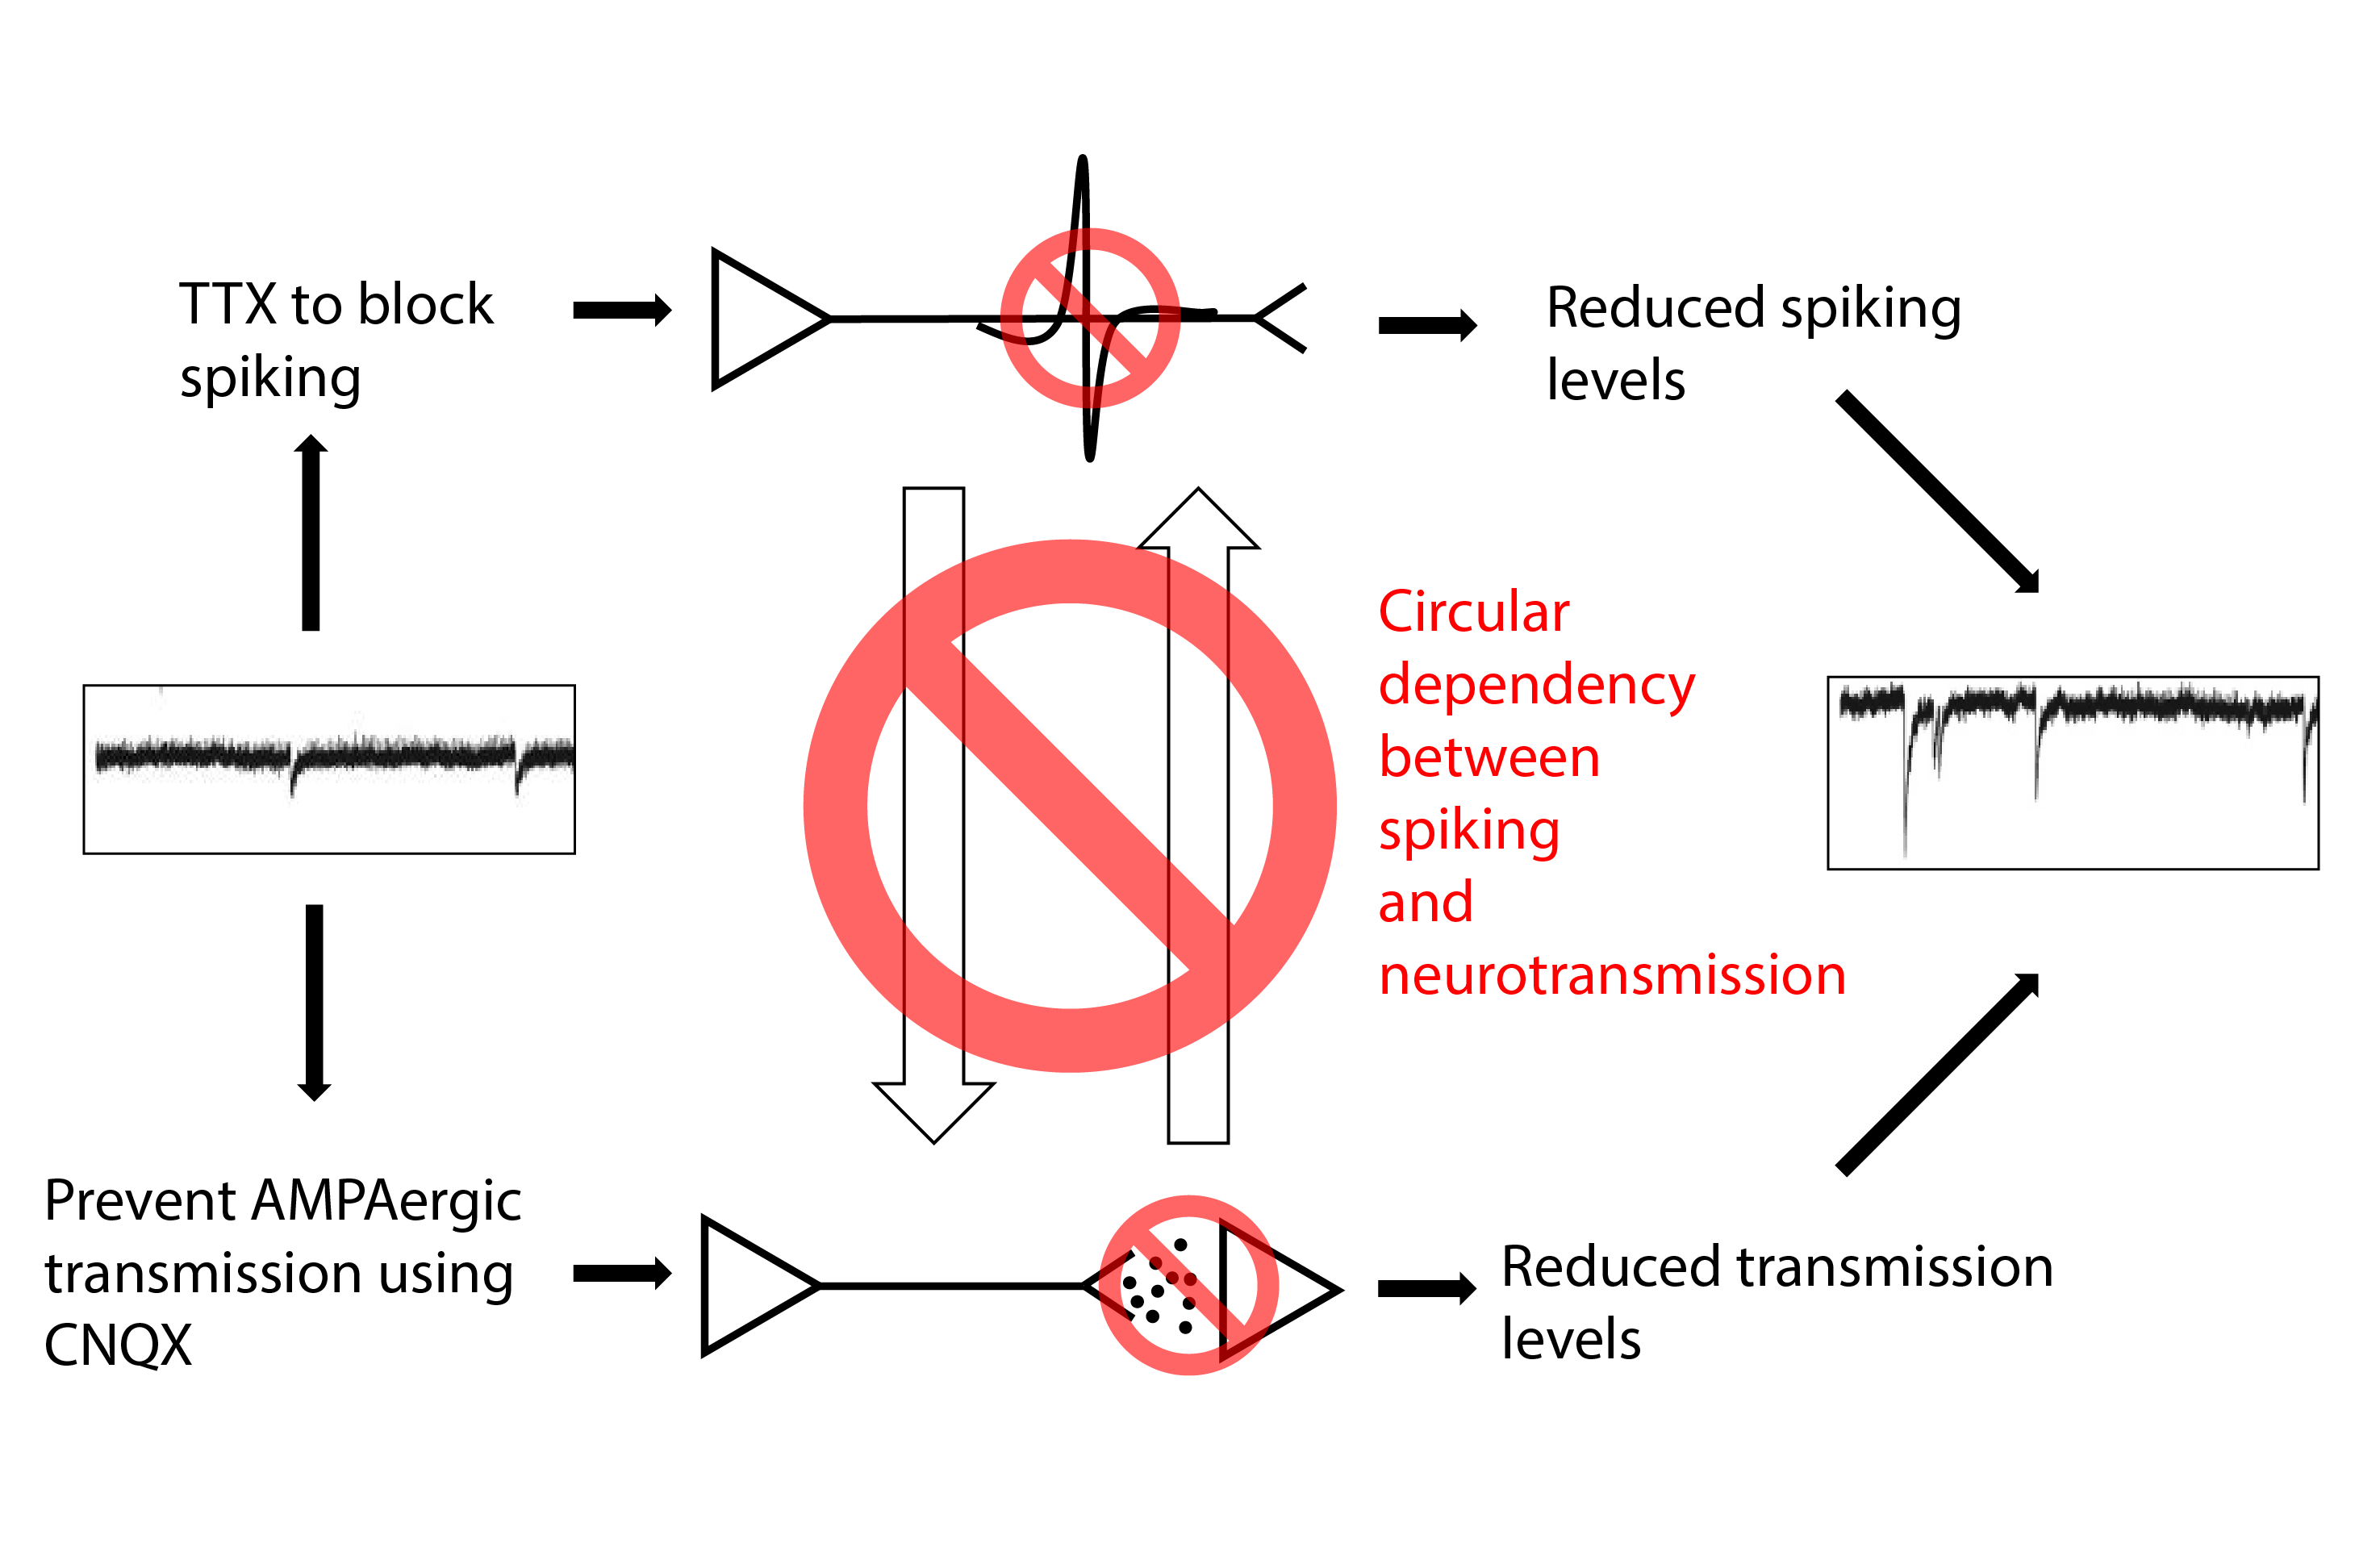 TTX to block
spiking
Reduced spiking
levels
Circular
dependency
between
spiking
and
neurotransmission
Prevent AMPAergic
transmission using
CNQX
Reduced transmission
levels